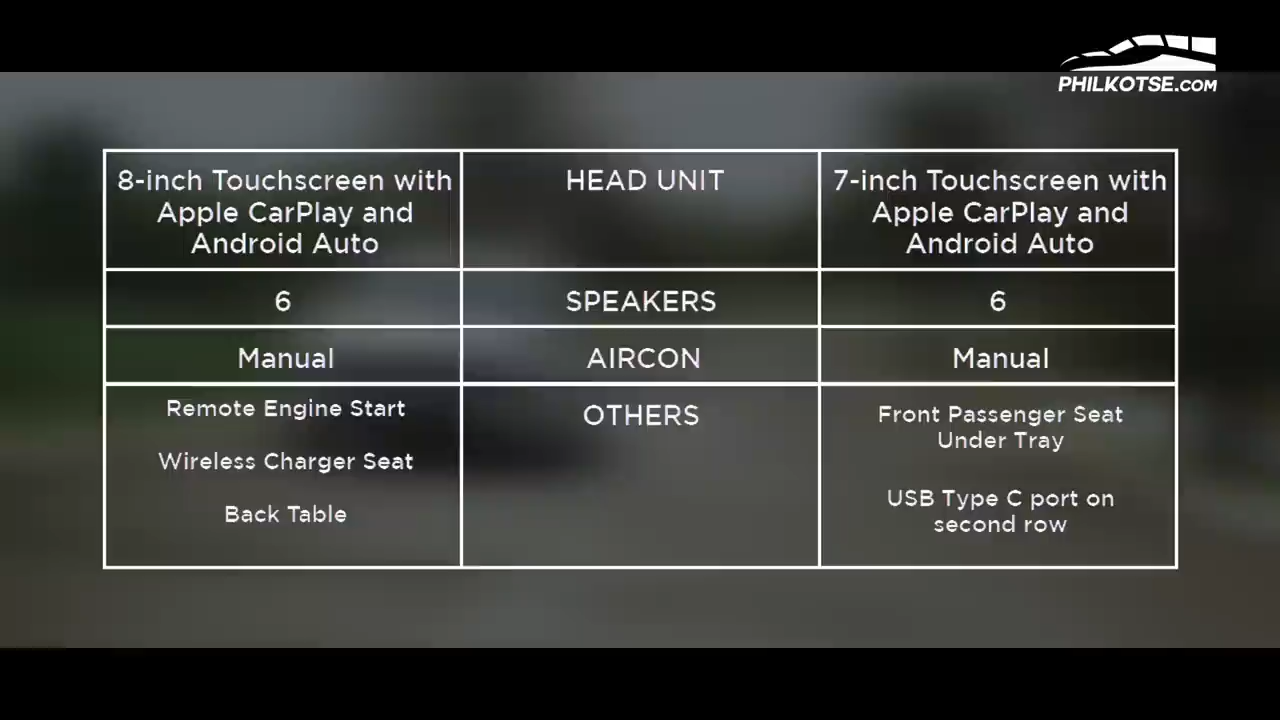 PHILKOTSE.COM
8-inch Touchscreen with
Apple CarPlay and
Android Auto
HEAD UNIT
7-inch Touchscreen with
Apple CarPlay and
Android Auto
6
SPEAKERS
6
Manual
AIRCON
Manual
Remote Engine Start
Wireless Charger Seat
Back Table
OTHERS
Front Passenger Seat
Under Tray
USB Type C port on
second row